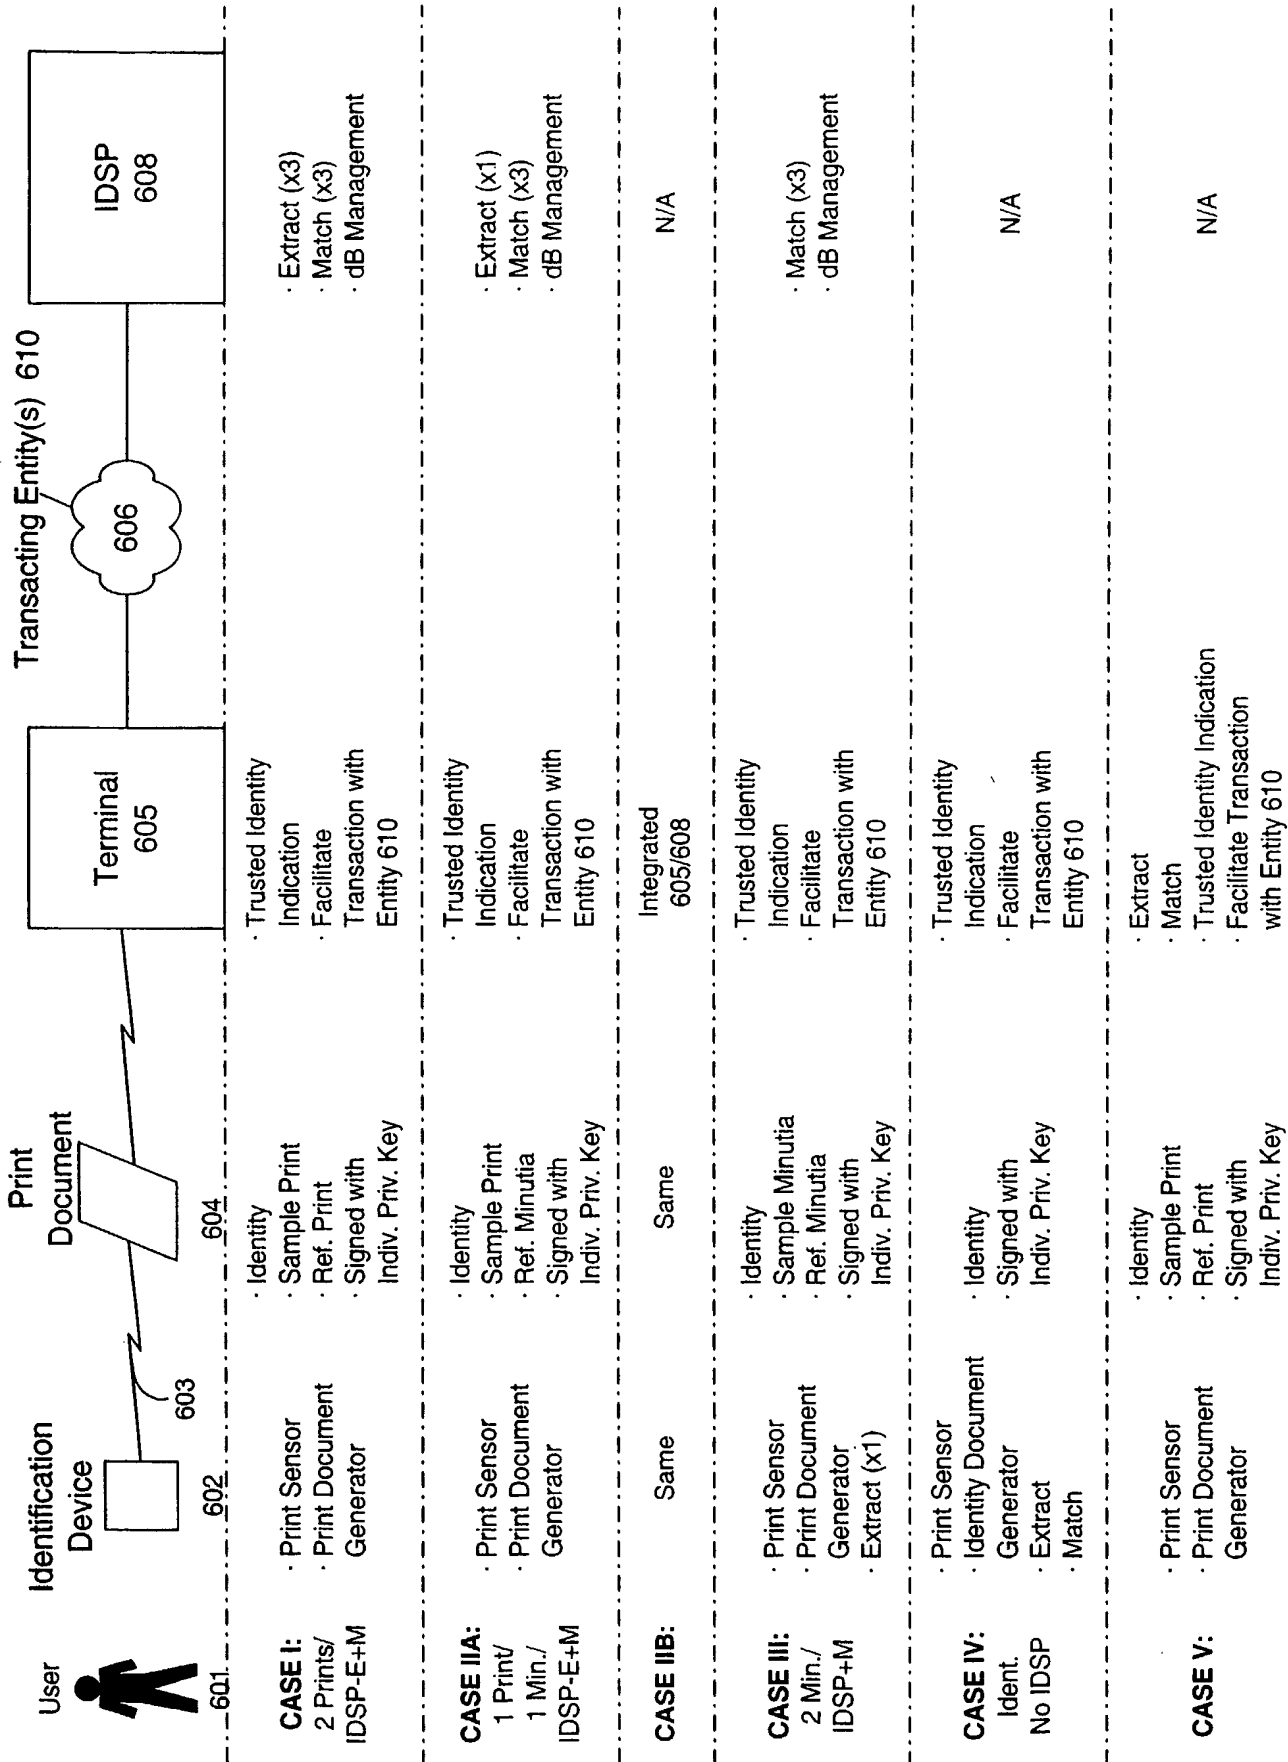 User
601
Identification
Device
602
603
Print
Document
604
Terminal
605
Transacting Entity(s) 610
606
IDSP
608
CASE I:
2 Prints/
IDSP-E+M
· Print Sensor
· Print Document
Generator
· Identity
· Sample Print
· Ref. Print
· Signed with
Indiv. Priv. Key
· Trusted Identity
Indication
· Facilitate
Transaction with
Entity 610
· Extract (x3)
· Match (x3)
· dB Management
CASE IIA:
1 Print/
1 Min./
IDSP-E+M
· Print Sensor
· Print Document
Generator
· Identity
· Sample Print
· Ref. Minutia
· Signed with
Indiv. Priv. Key
· Trusted Identity
Indication
· Facilitate
Transaction with
Entity 610
· Extract (x1)
· Match (x3)
· dB Management
CASE IIB:
Same
Same
Integrated
605/608
N/A
CASE III:
2 Min./
IDSP+M
· Print Sensor
· Print Document
Generator
· Extract (x1)
· Identity
· Sample Minutia
· Ref. Minutia
· Signed with
Indiv. Priv. Key
· Trusted Identity
Indication
· Facilitate
Transaction with
Entity 610
· Match (x3)
· dB Management
CASE IV:
Ident.
No IDSP
· Print Sensor
· Identity Document
Generator
· Extract
· Match
· Identity
· Signed with
Indiv. Priv. Key
· Trusted Identity
Indication
· Facilitate
Transaction with
Entity 610
N/A
CASE V:
· Print Sensor
· Print Document
Generator
· Identity
· Sample Print
· Ref. Print
· Signed with
Indiv. Priv. Key
· Extract
· Match
· Trusted Identity Indication
· Facilitate Transaction
with Entity 610
N/A